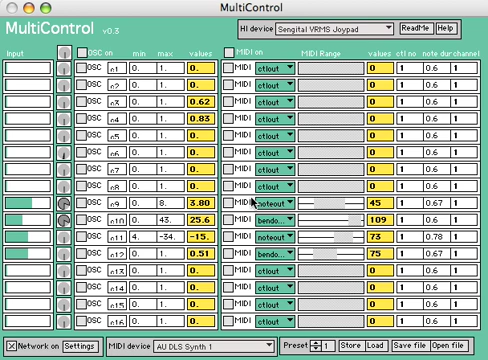 MultiControl
MultiControl v0.3 HI device Sengital VRMS Joypad ReadMe Help
Input OSC on min max values MIDI on MIDI Range values ctl no note dur channel
OSC c1 0. 1. 0. MIDI ctlout 0 1 0.6 1
OSC c2 0. 1. 0. MIDI ctlout 0 1 0.6 1
OSC c3 0. 1. 0.62 MIDI ctlout 0 1 0.6 1
OSC c4 0. 1. 0.83 MIDI ctlout 0 1 0.6 1
OSC c5 0. 1. 0. MIDI ctlout 0 1 0.6 1
OSC c6 0. 1. 0. MIDI ctlout 0 1 0.6 1
OSC c7 0. 1. 0. MIDI ctlout 0 1 0.6 1
OSC c8 0. 1. 0. MIDI ctlout 0 1 0.6 1
OSC c9 0. 8. 3.80 MIDI noteout 45 1 0.67 1
OSC c10 0. 43. 25.6 MIDI bendo... 109 1 0.6 1
OSC c11 4. -34. -15. MIDI noteout 73 1 0.78 1
OSC c12 0. 1. 0.51 MIDI bendo... 75 1 0.67 1
OSC c13 0. 1. 0. MIDI ctlout 0 1 0.6 1
OSC c14 0. 1. 0. MIDI ctlout 0 1 0.6 1
OSC c15 0. 1. 0. MIDI ctlout 0 1 0.6 1
OSC c16 0. 1. 0. MIDI ctlout 0 1 0.6 1
Network on Settings MIDI device AU DLS Synth 1 Preset 1 Store Load Save file Open file